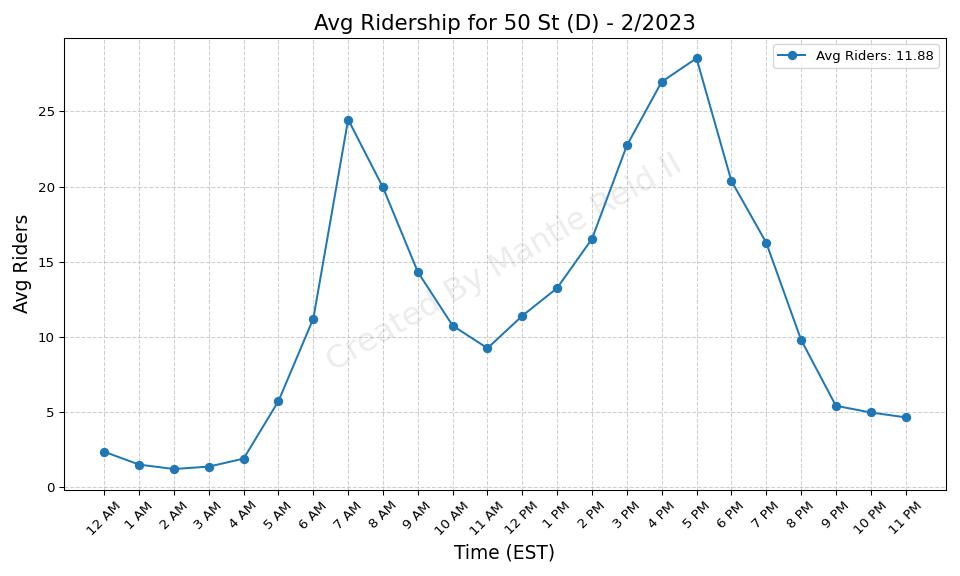 Avg Ridership for 50 St (D) - 2/2023
Avg Riders: 11.88
Avg Riders
25
20
15
10
5
0
Created By Mantle Reid II
12 AM
1 AM
2 AM
3 AM
4 AM
5 AM
6 AM
7 AM
8 AM
9 AM
10 AM
11 AM
12 PM
1 PM
2 PM
3 PM
4 PM
5 PM
6 PM
7 PM
8 PM
9 PM
10 PM
11 PM
Time (EST)